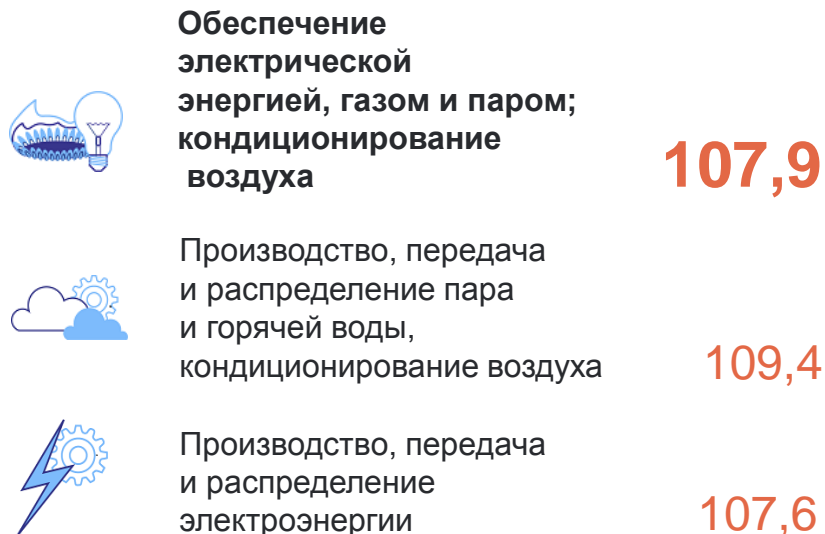 Обеспечение
электрической
энергией, газом и паром;
кондиционирование
воздуха
107,9
Производство, передача
и распределение пара
и горячей воды,
кондиционирование воздуха
109,4
Производство, передача
и распределение
электроэнергии
107,6